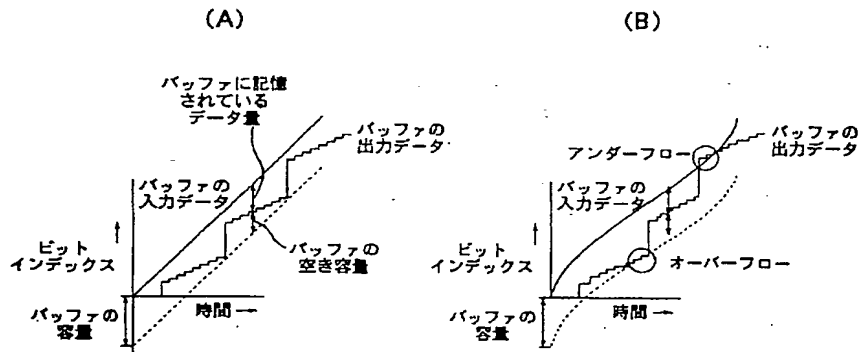 (A)
バッファに記憶
されている
データ量
バッファの
出力データ
バッファの
入力データ
バッファの
空き容量
ビット
インデックス
時間
バッファの
容量
(B)
バッファの
出力データ
アンダーフロー
バッファの
入力データ
ビット
インデックス
オーバーフロー
時間
バッファの
容量